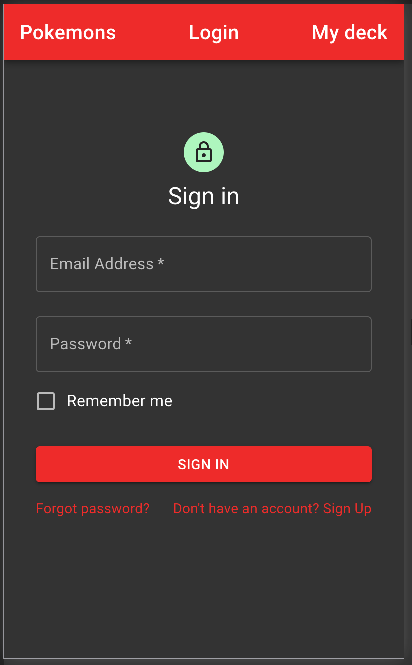 Pokemons Login My deck
Sign in
Email Address *
Password *
Remember me
SIGN IN
Forgot password? Don't have an account? Sign Up